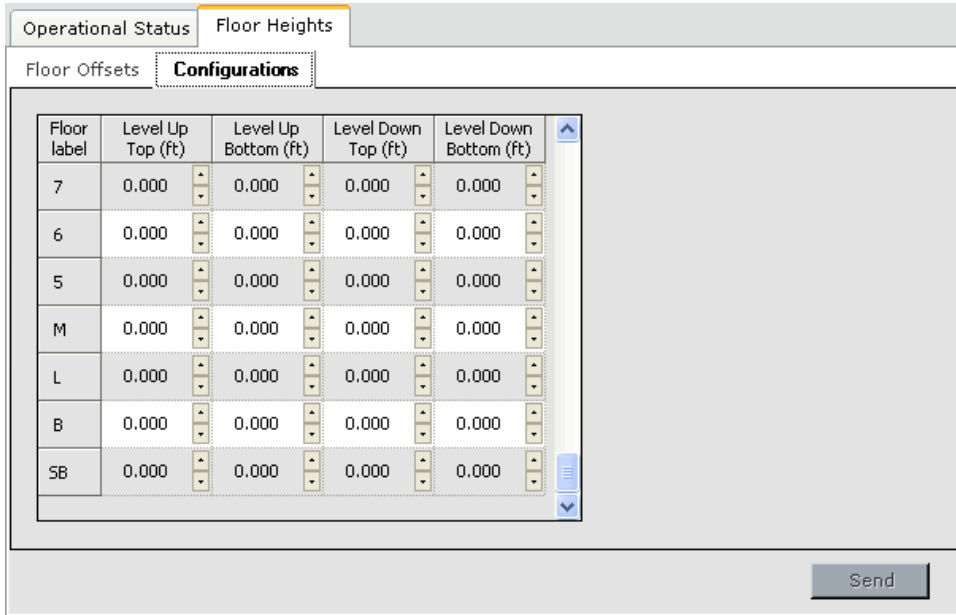 Operational Status Floor Heights
Floor Offsets Configurations
Floor Level Up Level Up Level Down Level Down
label Top (ft) Bottom (ft) Top (ft) Bottom (ft)
7 0.000 0.000 0.000 0.000
6 0.000 0.000 0.000 0.000
5 0.000 0.000 0.000 0.000
M 0.000 0.000 0.000 0.000
L 0.000 0.000 0.000 0.000
B 0.000 0.000 0.000 0.000
SB 0.000 0.000 0.000 0.000
Send